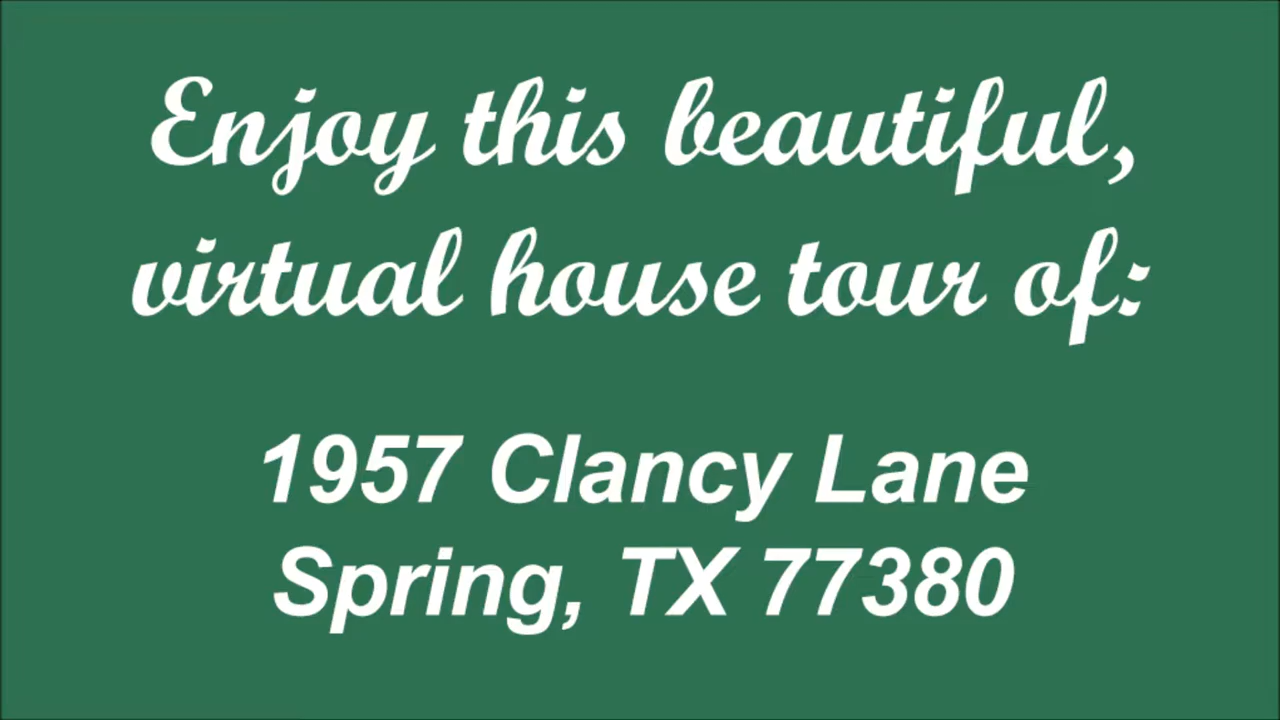 Enjoy this beautiful,
virtual house tour of:
1957 Clancy Lane
Spring, TX 77380